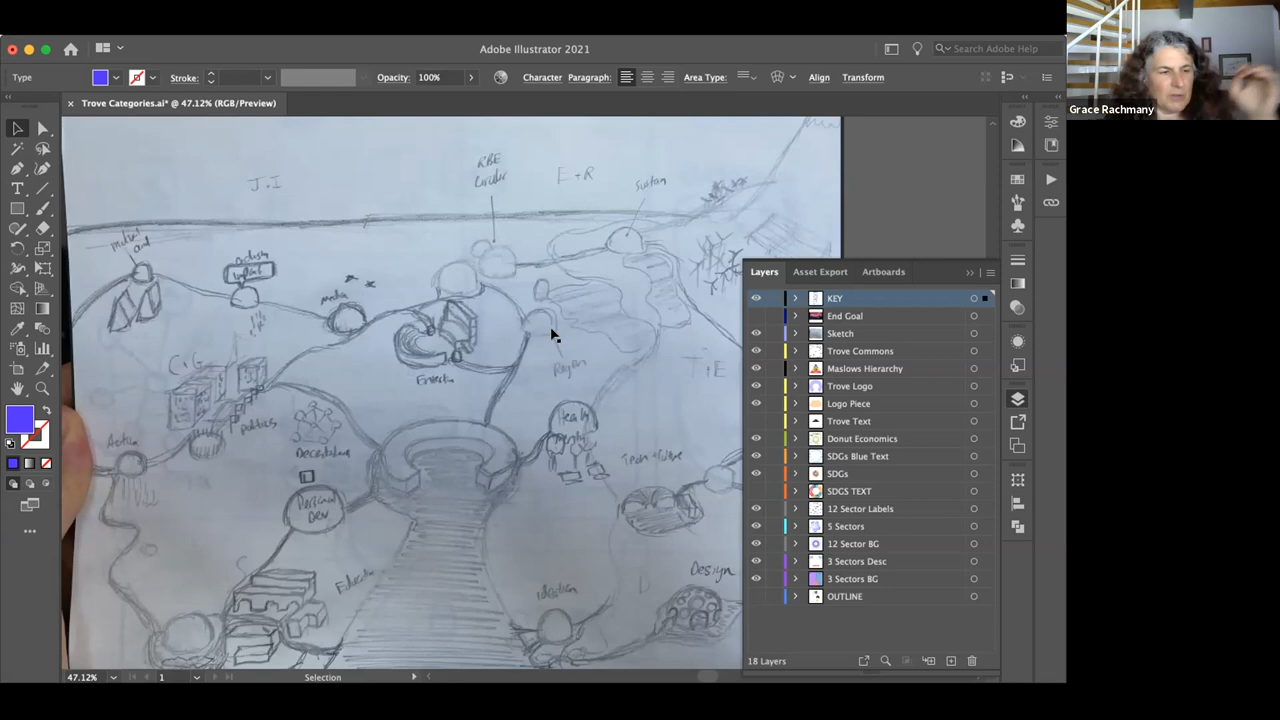 Adobe Illustrator 2021
Search Adobe Help
Type
Stroke:
Opacity:
100%
Character
Paragraph:
Area Type:
Align
Transform
Grace Rachmany
Trove Categories.ai* @ 47.12% (RGB/Preview)
RBE
Circular
J+I
E+R
Sustain
Mutual
Media
C+G
Politics
Regen
T+E
Action
Personal
Dev
Education
Ideation
D
Design
Layers
Asset Export
Artboards
KEY
End Goal
Sketch
Trove Commons
Maslows Hierarchy
Trove Logo
Logo Piece
Trove Text
Donut Economics
SDGs Blue Text
SDGs
SDGS TEXT
12 Sector Labels
5 Sectors
12 Sector BG
3 Sectors Desc
3 Sectors BG
OUTLINE
18 Layers
47.12%
1
Selection